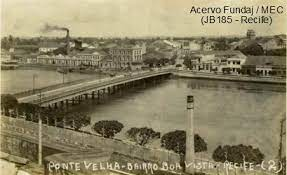 Acervo Fundaj / MEC
(JB185 - Recife)
PONTE VELHA - BAIRRO BOA VISTA - RECIFE - (2)